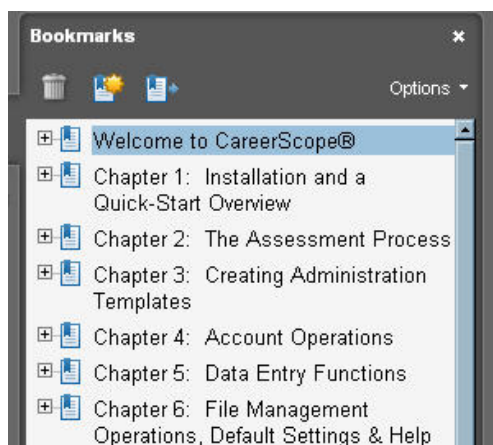 Bookmarks
Options
Welcome to CareerScope®
Chapter 1: Installation and a
Quick-Start Overview
Chapter 2: The Assessment Process
Chapter 3: Creating Administration
Templates
Chapter 4: Account Operations
Chapter 5: Data Entry Functions
Chapter 6: File Management
Operations, Default Settings & Help